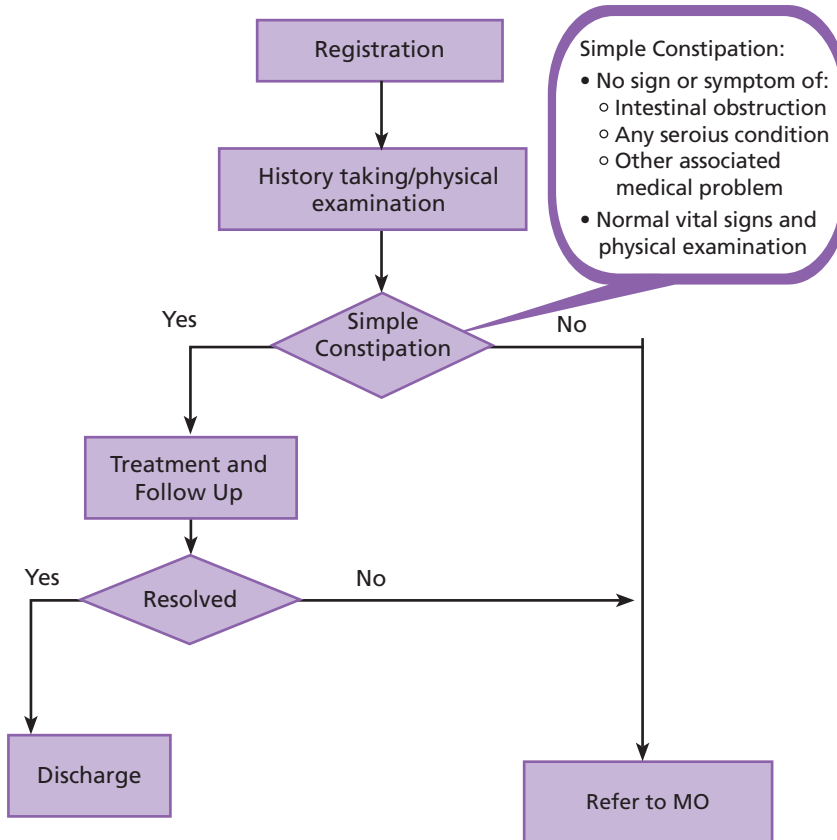 Registration
Simple Constipation:
• No sign or symptom of:
○ Intestinal obstruction
○ Any seroius condition
○ Other associated
medical problem
• Normal vital signs and
physical examination
History taking/physical
examination
Simple
Constipation
Yes
No
Treatment and
Follow Up
Yes
No
Resolved
Discharge
Refer to MO